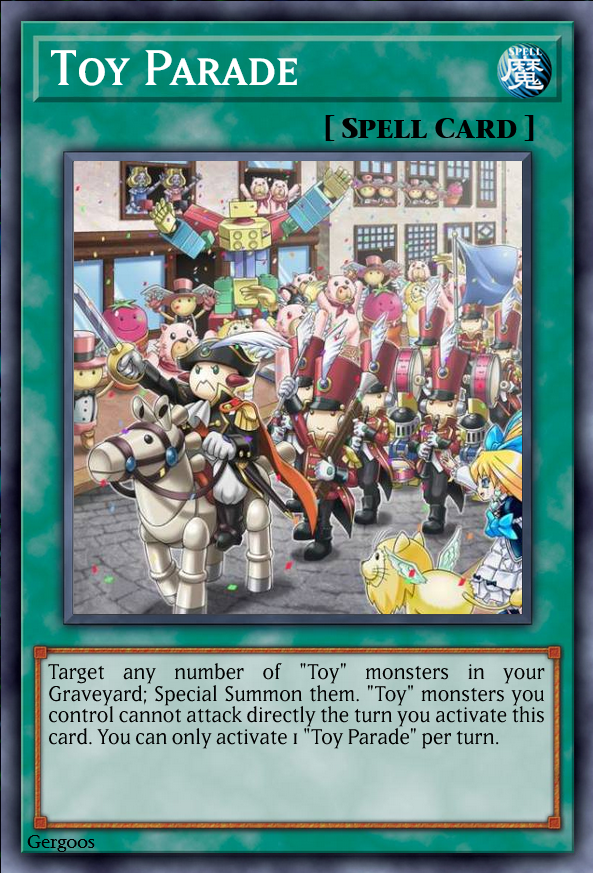 TOY PARADE
SPELL
魔
[ SPELL CARD ]
Target any number of "Toy" monsters in your
Graveyard; Special Summon them. "Toy" monsters you
control cannot attack directly the turn you activate this
card. You can only activate 1 "Toy Parade" per turn.
Gergoos